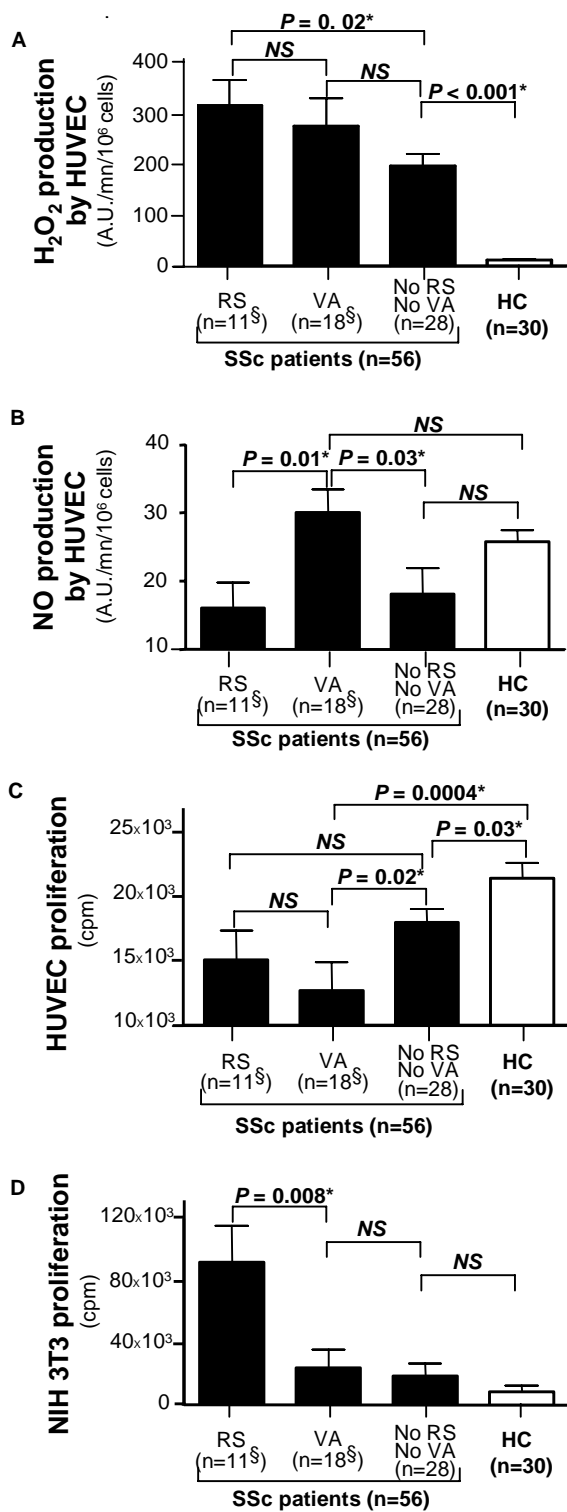 A
P = 0. 02*
NS
NS
P < 0.001*
H₂O₂ production
by HUVEC
(A.U./mn/10⁶ cells)
400
300
200
100
0
RS
(n=11§)
VA
(n=18§)
No RS
No VA
(n=28)
HC
(n=30)
SSc patients (n=56)
B
NS
P = 0.01*
P = 0.03*
NS
NO production
by HUVEC
(A.U./mn/10⁶ cells)
40
30
20
10
RS
(n=11§)
VA
(n=18§)
No RS
No VA
(n=28)
HC
(n=30)
SSc patients (n=56)
C
P = 0.0004*
NS
P = 0.03*
P = 0.02*
NS
HUVEC proliferation
(cpm)
25x10³
20x10³
15x10³
10x10³
RS
(n=11§)
VA
(n=18§)
No RS
No VA
(n=28)
HC
(n=30)
SSc patients (n=56)
D
P = 0.008*
NS
NS
NIH 3T3 proliferation
(cpm)
120x10³
80x10³
40x10³
0
RS
(n=11§)
VA
(n=18§)
No RS
No VA
(n=28)
HC
(n=30)
SSc patients (n=56)